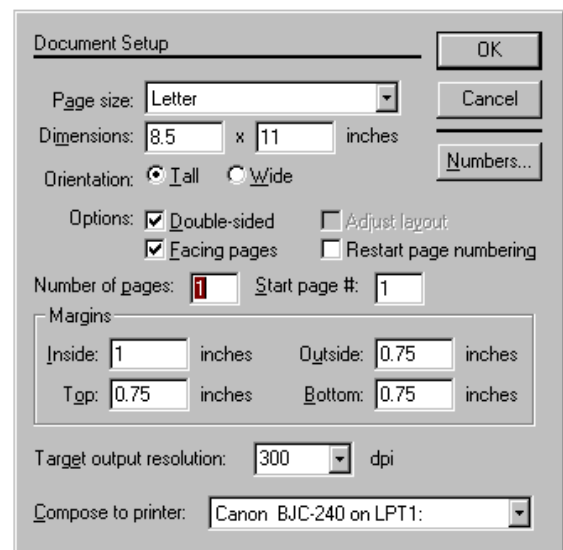 Document Setup
OK
Page size: Letter
Cancel
Dimensions: 8.5 x 11 inches
Numbers...
Orientation: Tall Wide
Options: Double-sided Adjust layout
Facing pages Restart page numbering
Number of pages: 1 Start page #: 1
Margins
Inside: 1 inches Outside: 0.75 inches
Top: 0.75 inches Bottom: 0.75 inches
Target output resolution: 300 dpi
Compose to printer: Canon BJC-240 on LPT1: